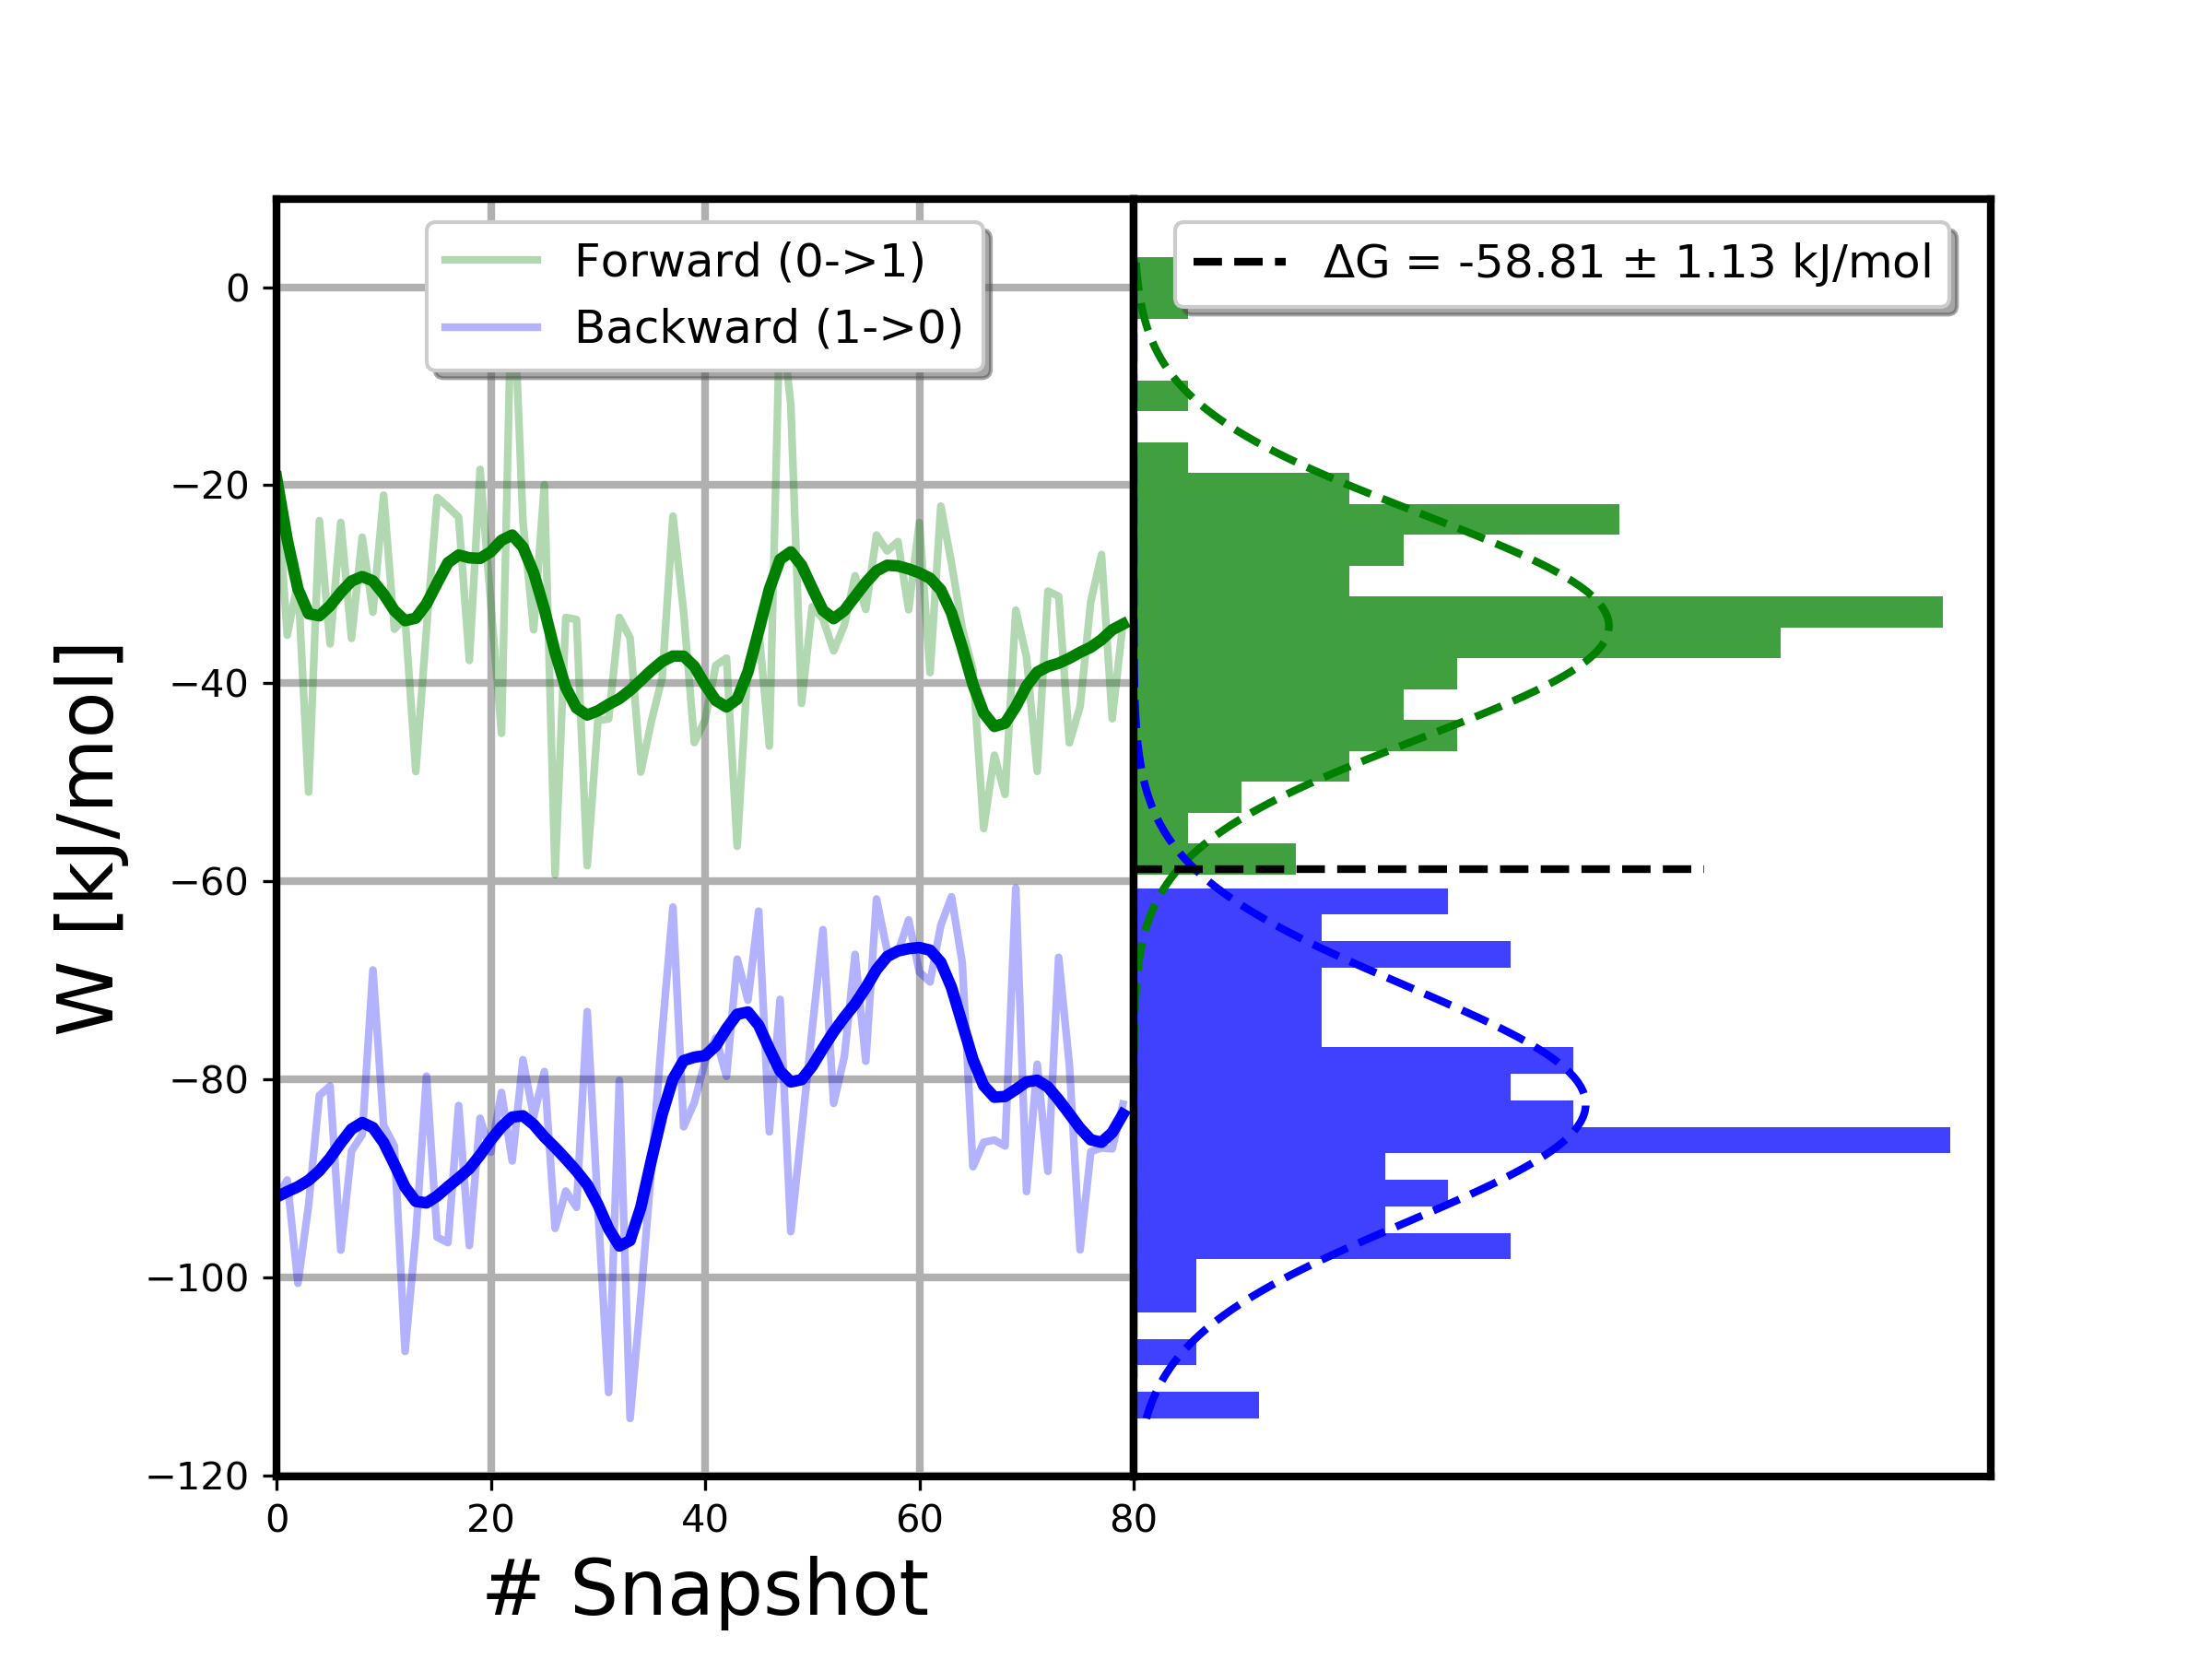 Forward (0->1)
Backward (1->0)
ΔG = -58.81 ± 1.13 kJ/mol
W [kJ/mol]
0
−20
−40
−60
−80
−100
−120
0 20 40 60 80
# Snapshot